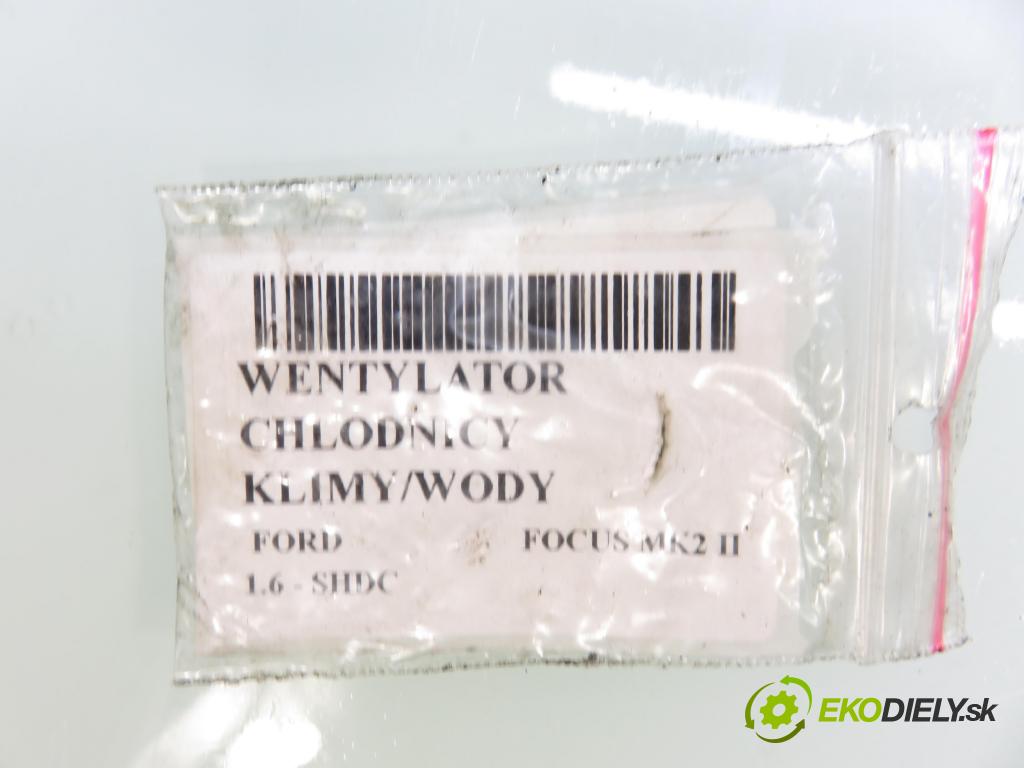 WENTYLATOR
CHLODNICY
KLIMY/WODY
FORD FOCUS MK2 II
1.6 - SHDC
EKODIELY.sk